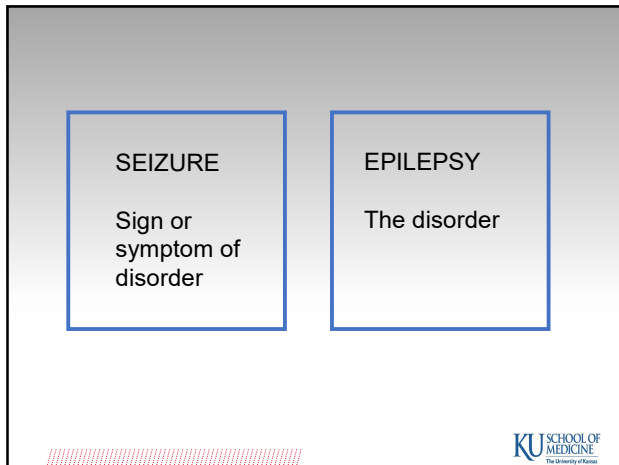 SEIZURE
Sign or
symptom of
disorder
EPILEPSY
The disorder
KU SCHOOL OF
MEDICINE
The University of Kansas